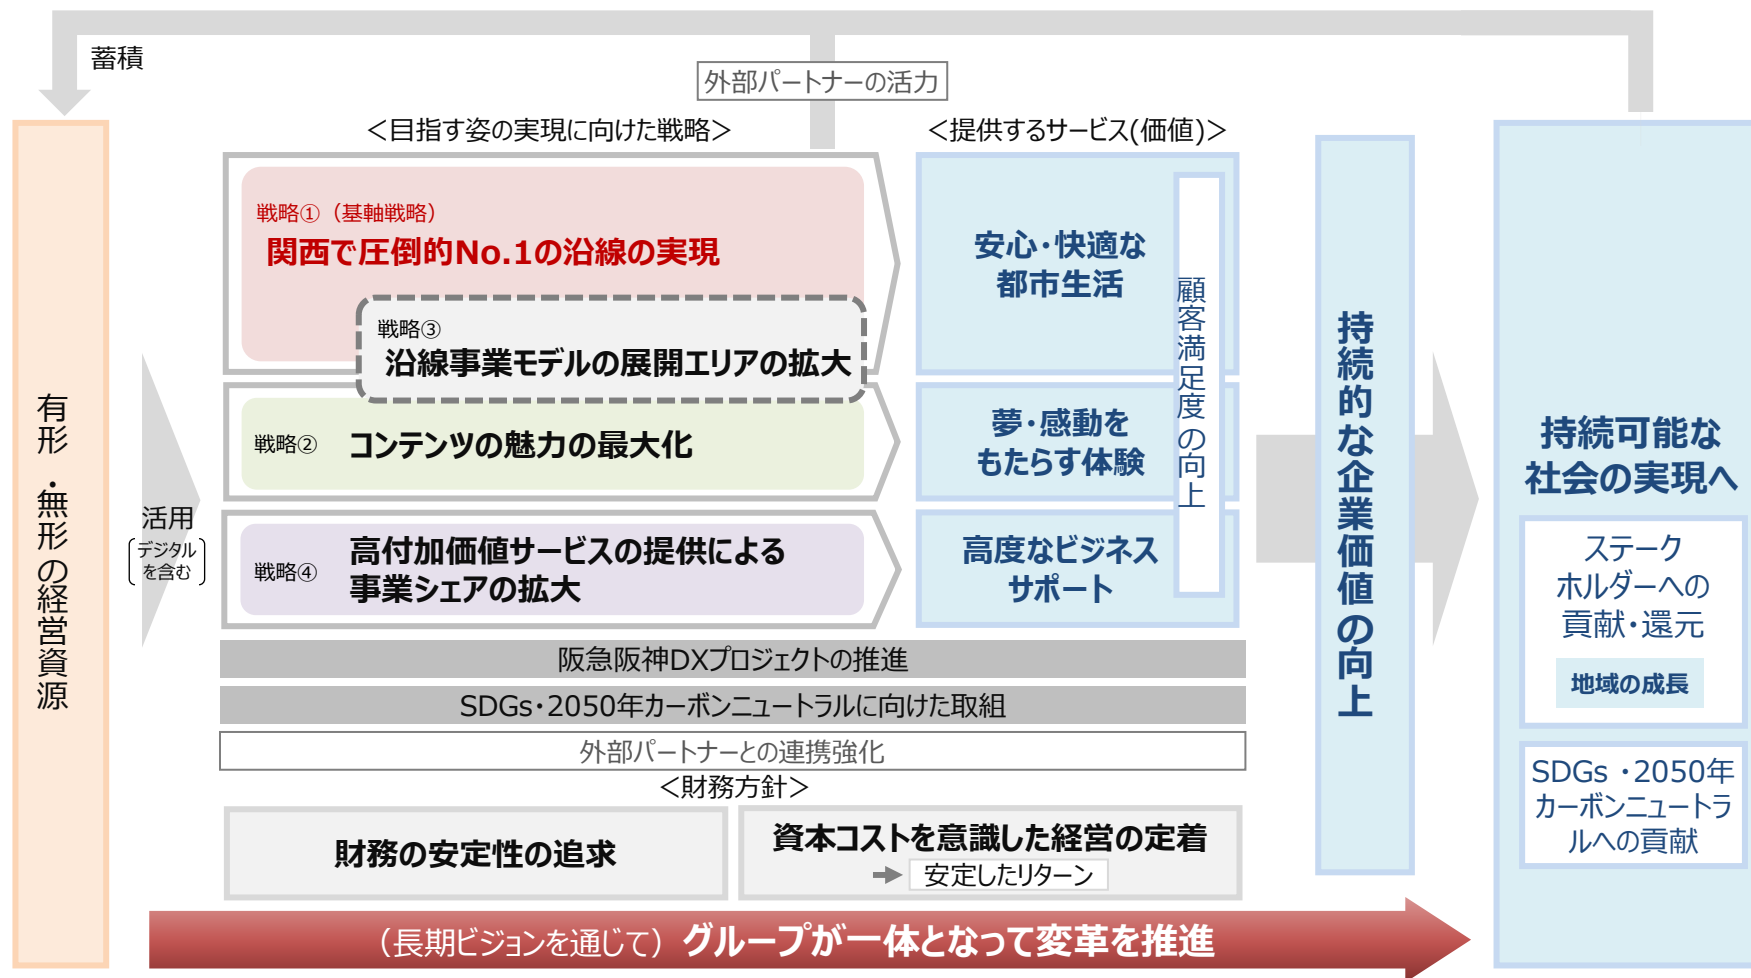 蓄積
外部パートナーの活力
＜目指す姿の実現に向けた戦略＞
＜提供するサービス(価値)＞
有形・無形の経営資源
活用
デジタル
を含む
戦略①（基軸戦略）
関西で圧倒的No.1の沿線の実現
戦略③
沿線事業モデルの展開エリアの拡大
戦略②
コンテンツの魅力の最大化
戦略④
高付加価値サービスの提供による
事業シェアの拡大
安心・快適な
都市生活
夢・感動を
もたらす体験
高度なビジネス
サポート
顧客満足度の向上
阪急阪神DXプロジェクトの推進
SDGs・2050年カーボンニュートラルに向けた取組
外部パートナーとの連携強化
＜財務方針＞
財務の安定性の追求
資本コストを意識した経営の定着
安定したリターン
持続的な企業価値の向上
持続可能な
社会の実現へ
ステーク
ホルダーへの
貢献・還元
地域の成長
SDGs ・2050年
カーボンニュートラ
ルへの貢献
（長期ビジョンを通じて）グループが一体となって変革を推進